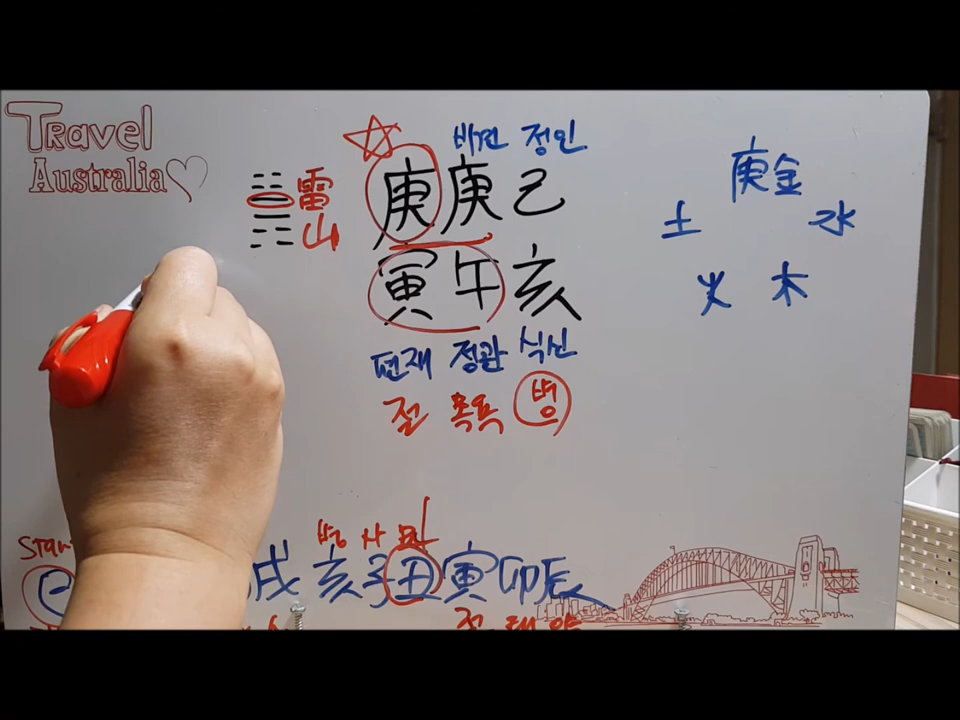 Travel
Australia
비견 정인
雷 庚 庚 己
山 寅 午 亥
편재 정관 식신
절 목욕 병
庚金
土 水
火 木
병 사
戌 亥 子 丑 寅 卯 辰